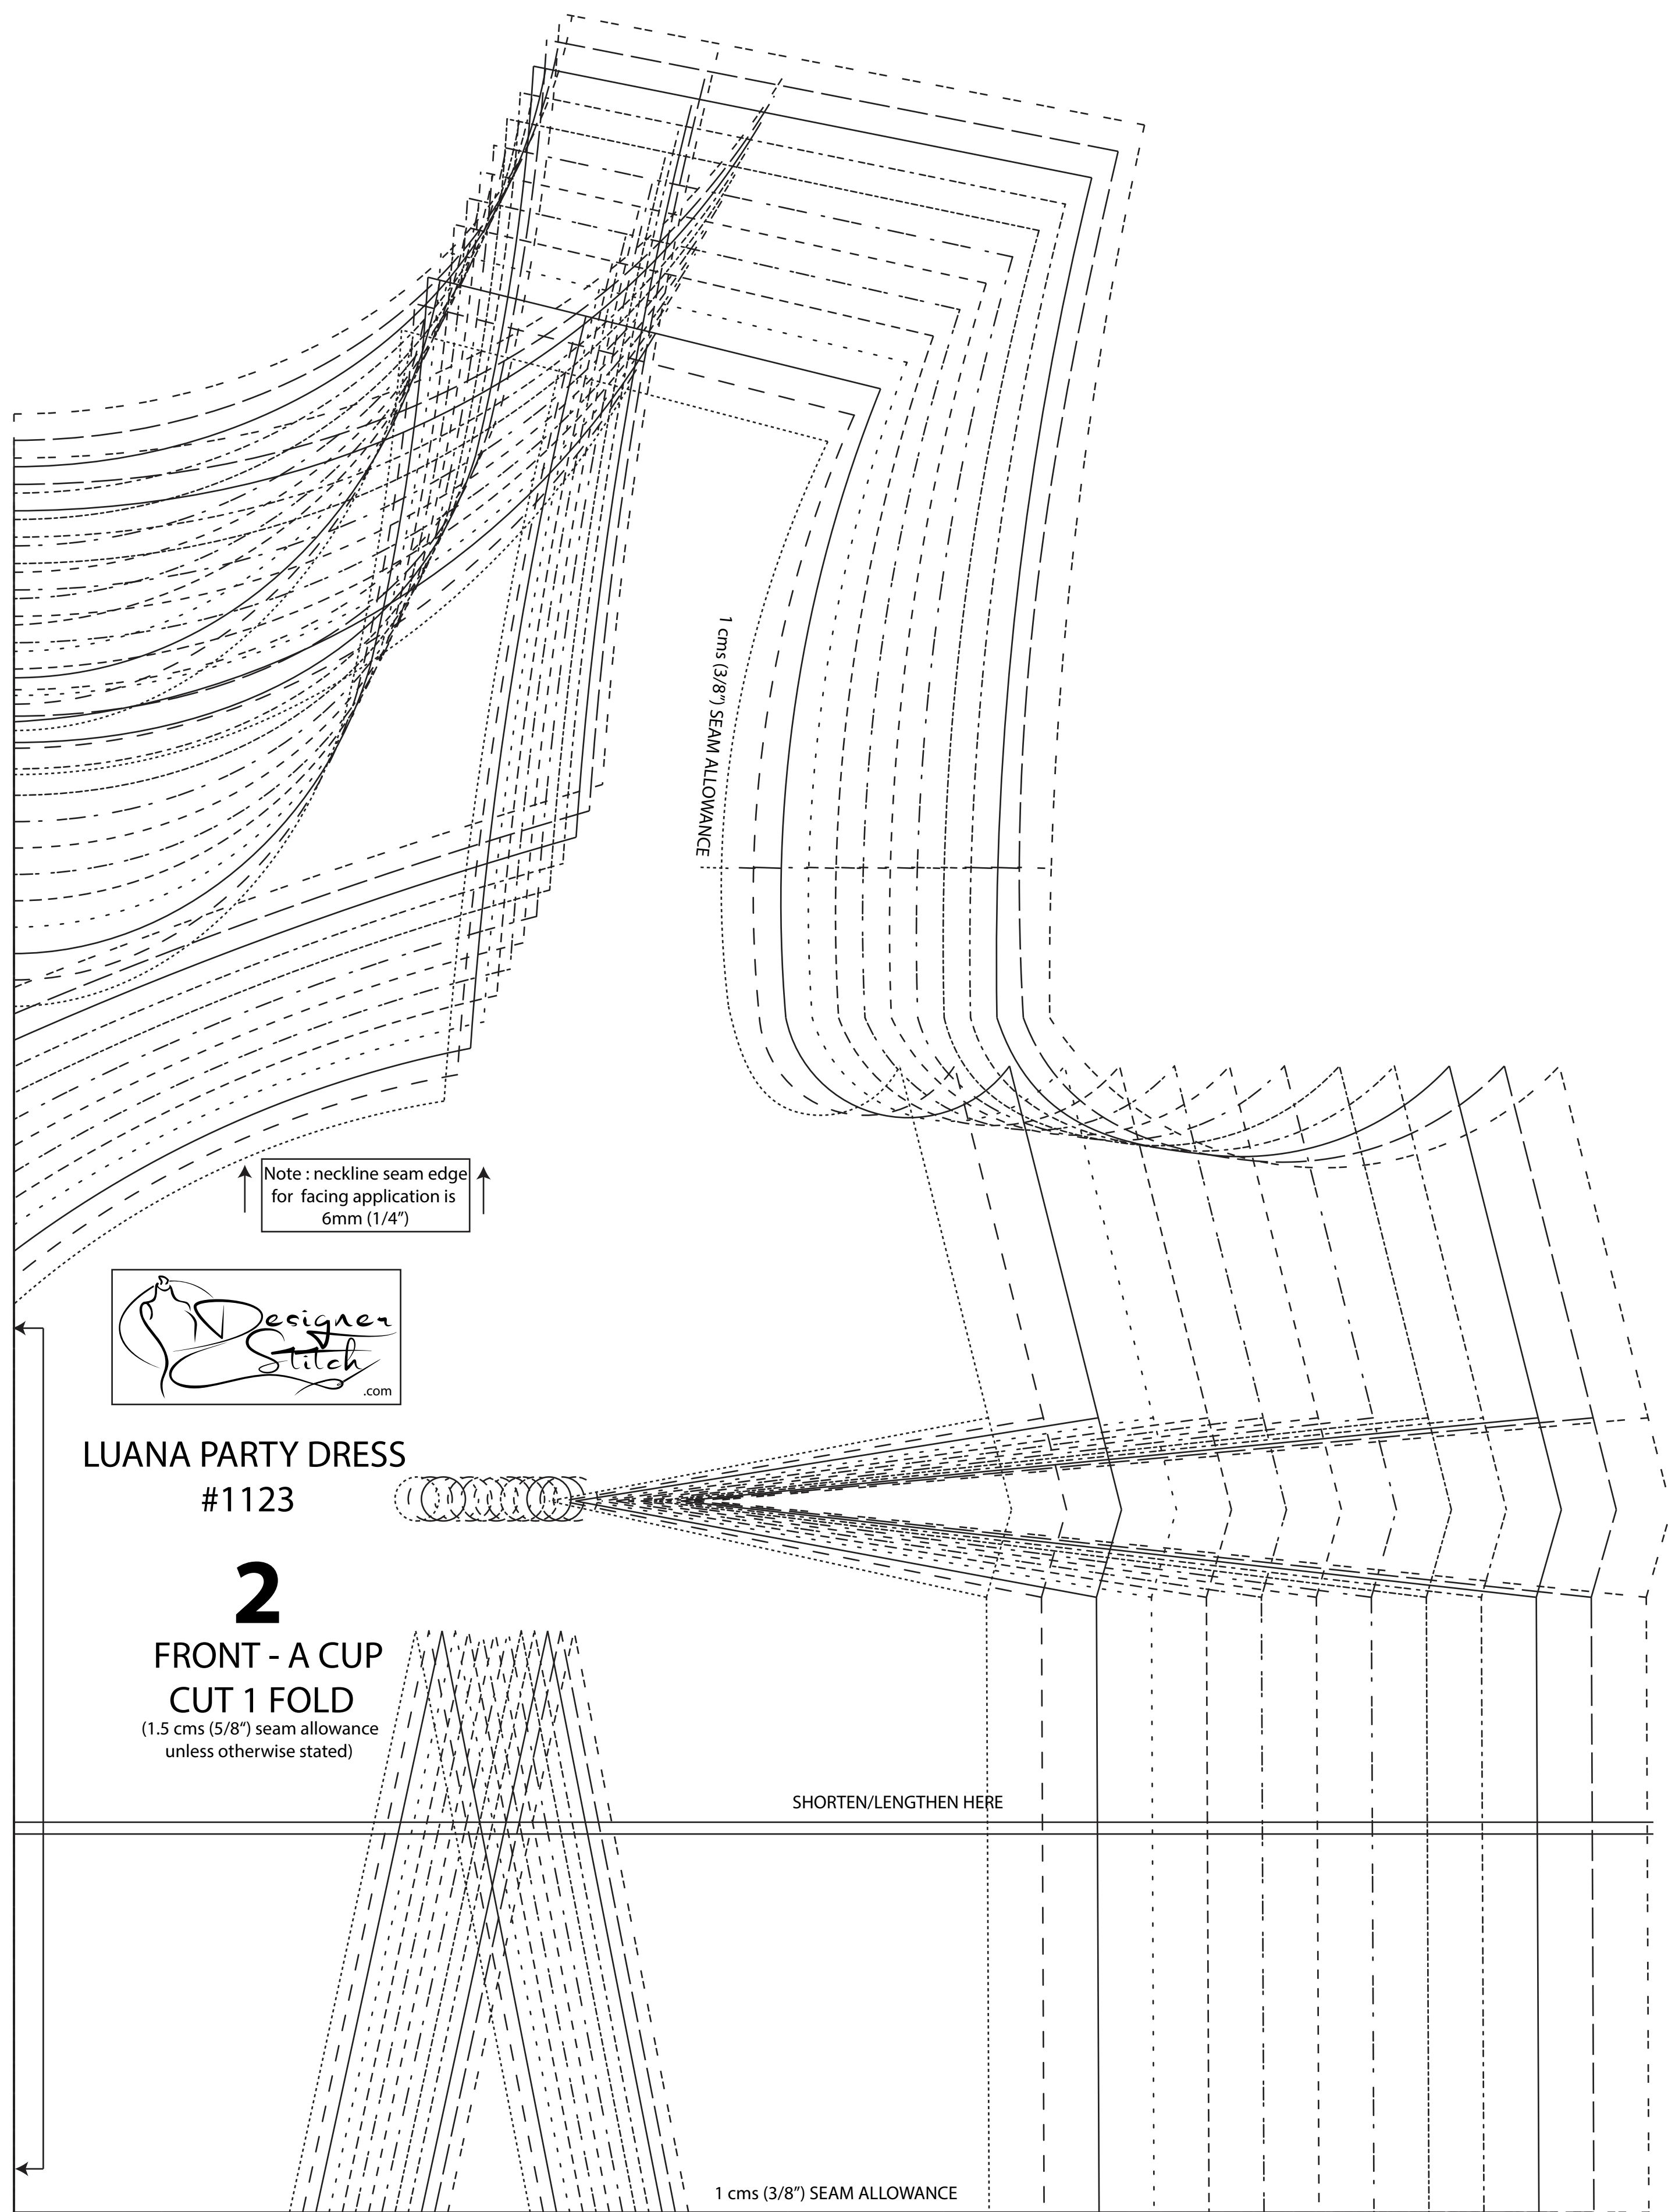 1 cms (3/8”) SEAM ALLOWANCE
Note : neckline seam edge
for facing application is
6mm (1/4”)
Designer
Stitch
.com
LUANA PARTY DRESS
#1123
2
FRONT - A CUP
CUT 1 FOLD
(1.5 cms (5/8“) seam allowance
unless otherwise stated)
SHORTEN/LENGTHEN HERE
1 cms (3/8”) SEAM ALLOWANCE